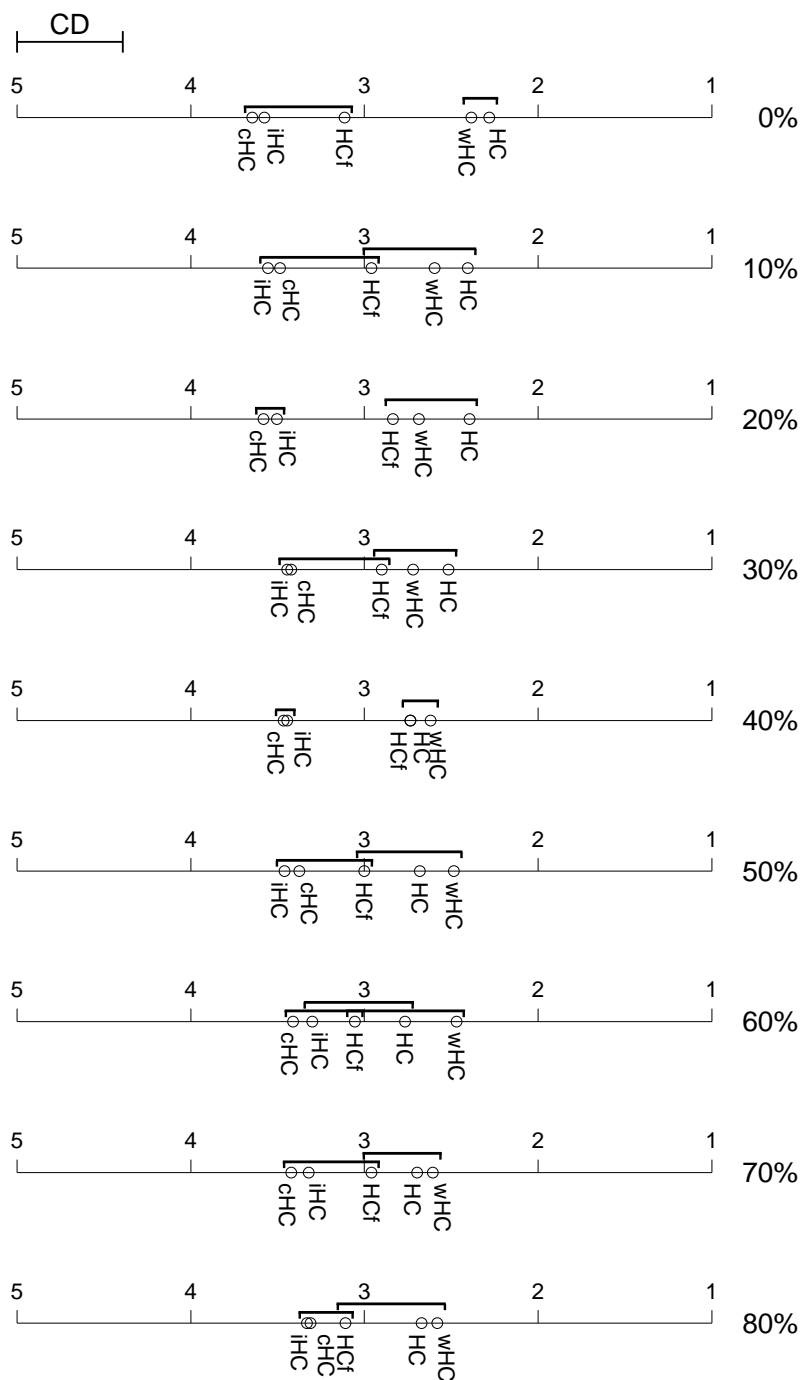 CD
5 4 3 2 1
0%
cHC iHC HCf wHC HC
5 4 3 2 1
10%
iHC cHC HCf wHC HC
5 4 3 2 1
20%
cHC iHC HCf wHC HC
5 4 3 2 1
30%
iHC cHC HCf wHC HC
5 4 3 2 1
40%
cHC iHC HCf HC wHC
5 4 3 2 1
50%
iHC cHC HCf HC wHC
5 4 3 2 1
60%
cHC iHC HCf HC wHC
5 4 3 2 1
70%
cHC iHC HCf HC wHC
5 4 3 2 1
80%
iHC cHC HCf HC wHC